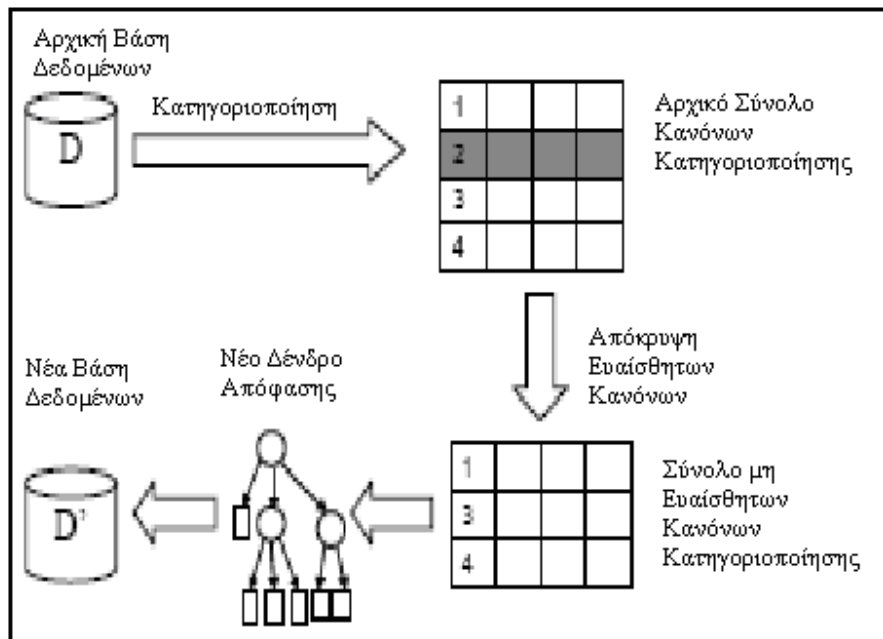 Αρχική Βάση
Δεδομένων
D
Κατηγοριοποίηση
1
2
3
4
Αρχικό Σύνολο
Κανόνων
Κατηγοριοποίησης
Απόκρυψη
Ευαίσθητων
Κανόνων
1
3
4
Σύνολο μη
Ευαίσθητων
Κανόνων
Κατηγοριοποίησης
Νέο Δένδρο
Απόφασης
Νέα Βάση
Δεδομένων
D'